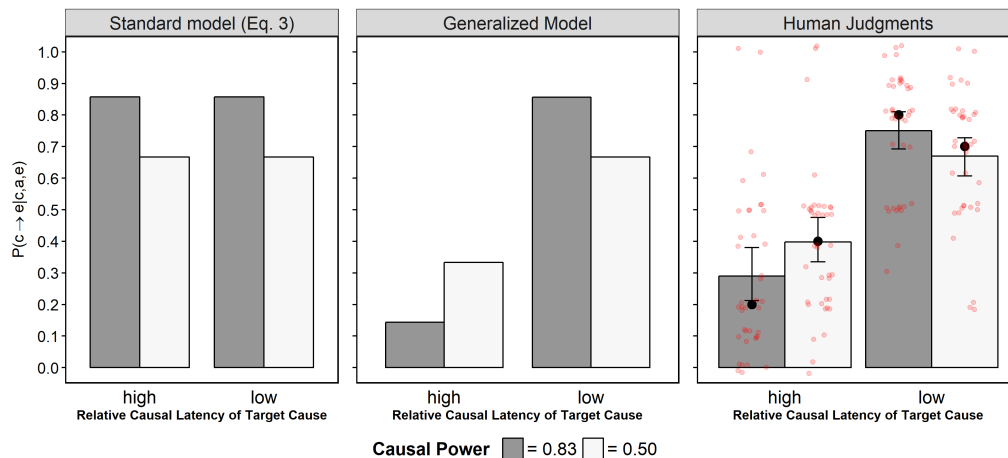 Standard model (Eq. 3)
Generalized Model
Human Judgments
P(c → e|c,a,e)
1.0
0.9
0.8
0.7
0.6
0.5
0.4
0.3
0.2
0.1
0.0
high low
high low
high low
Relative Causal Latency of Target Cause
Relative Causal Latency of Target Cause
Relative Causal Latency of Target Cause
Causal Power = 0.83 = 0.50